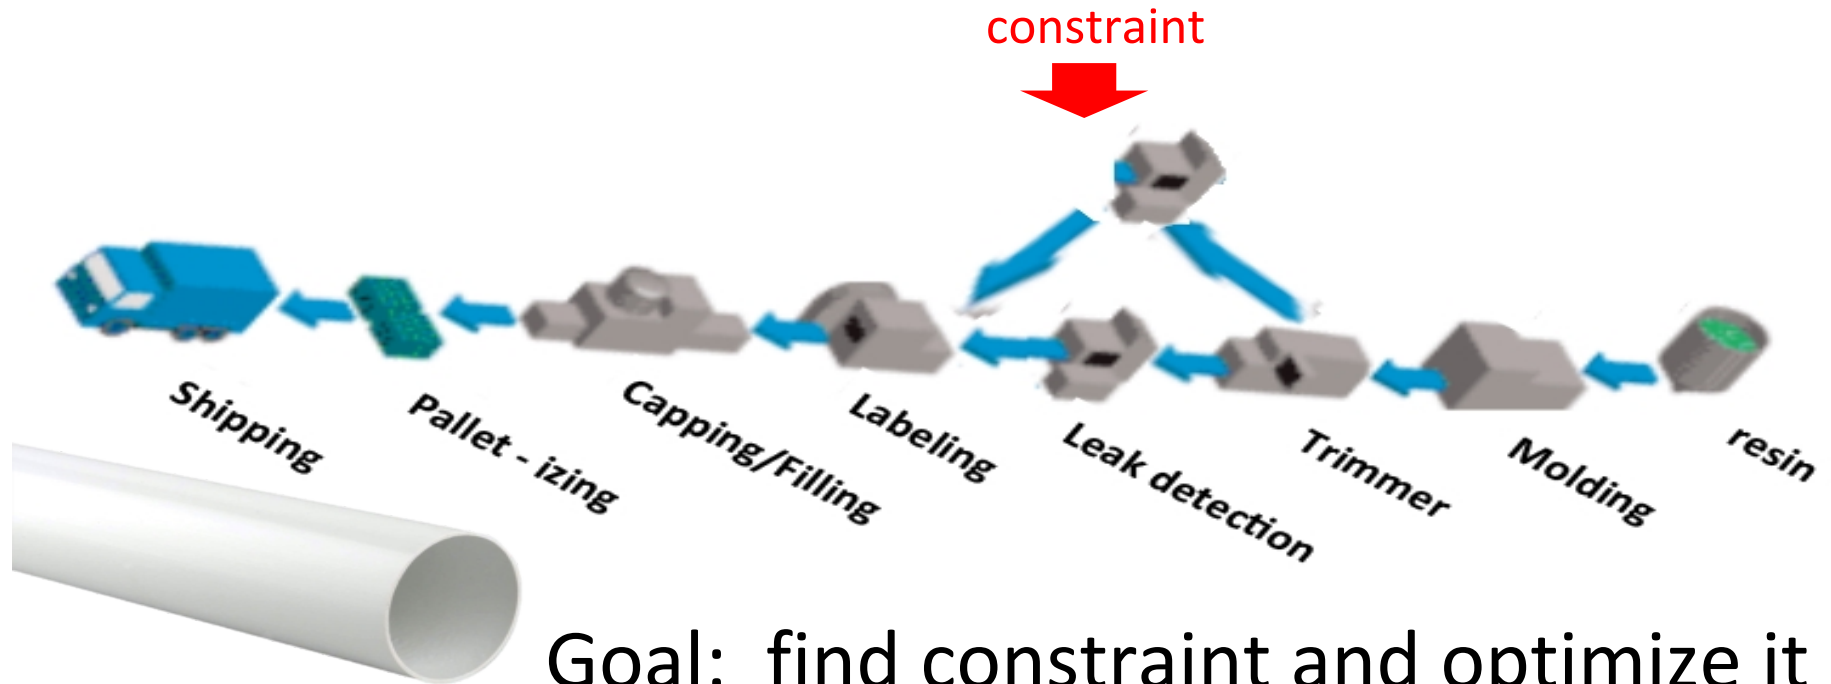 constraint
Shipping
Pallet - izing
Capping/Filling
Labeling
Leak detection
Trimmer
Molding
resin
Goal:  find constraint and optimize it